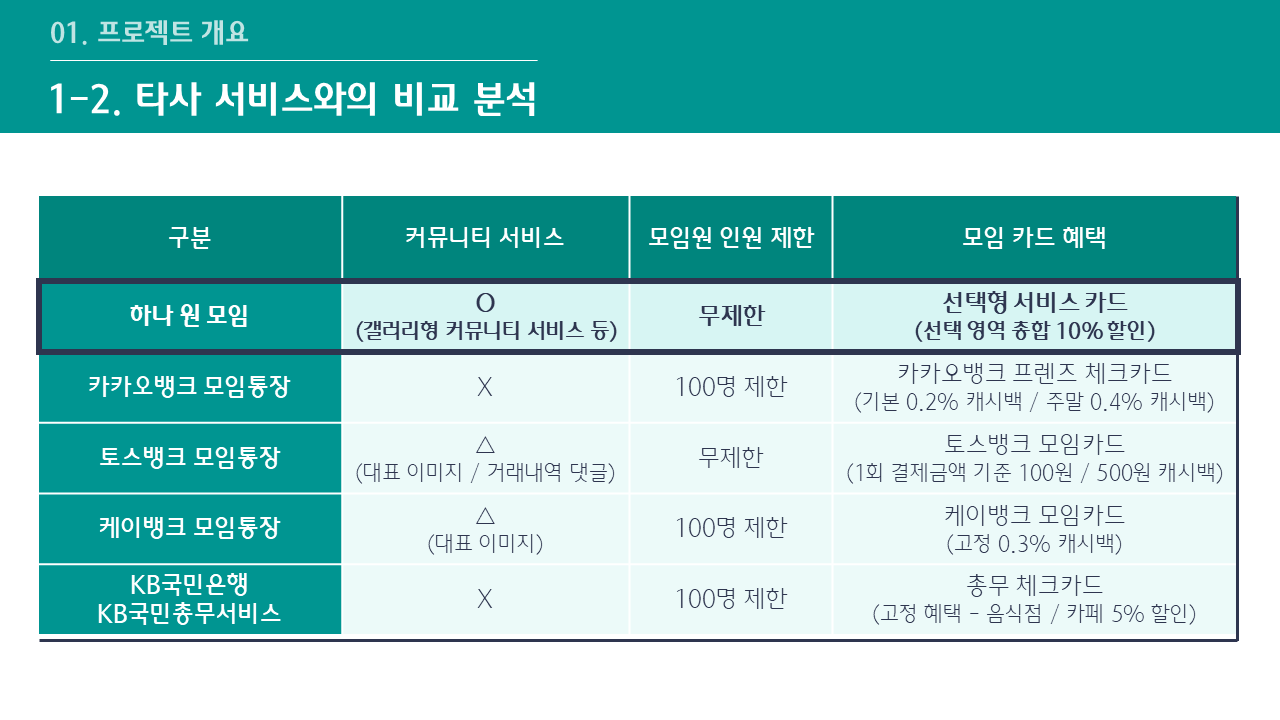 01. 프로젝트 개요
1-2. 타사 서비스와의 비교 분석
구분 커뮤니티 서비스 모임원 인원 제한 모임 카드 혜택
하나 원 모임
O
(갤러리형 커뮤니티 서비스 등)
무제한
선택형 서비스 카드
(선택 영역 총합 10% 할인)
카카오뱅크 모임통장
X
100명 제한
카카오뱅크 프렌즈 체크카드
(기본 0.2% 캐시백 / 주말 0.4% 캐시백)
토스뱅크 모임통장
△
(대표 이미지 / 거래내역 댓글)
무제한
토스뱅크 모임카드
(1회 결제금액 기준 100원 / 500원 캐시백)
케이뱅크 모임통장
△
(대표 이미지)
100명 제한
케이뱅크 모임카드
(고정 0.3% 캐시백)
KB국민은행
KB국민총무서비스
X
100명 제한
총무 체크카드
(고정 혜택 - 음식점 / 카페 5% 할인)